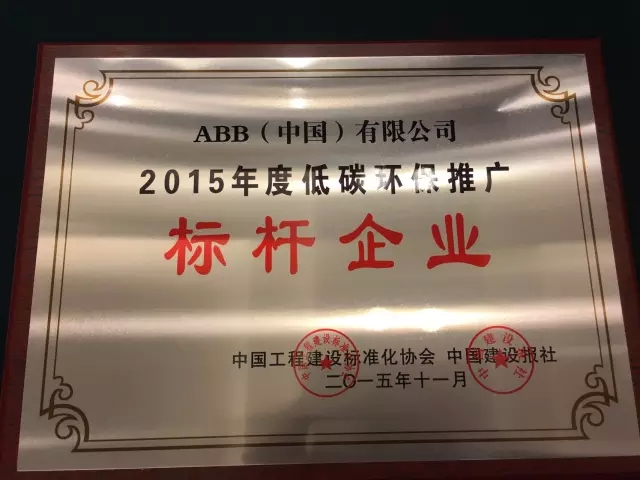 ABB（中国）有限公司
2015年度低碳环保推广
标杆企业
中国工程建设标准化协会 中国建设报社
二〇一五年十一月